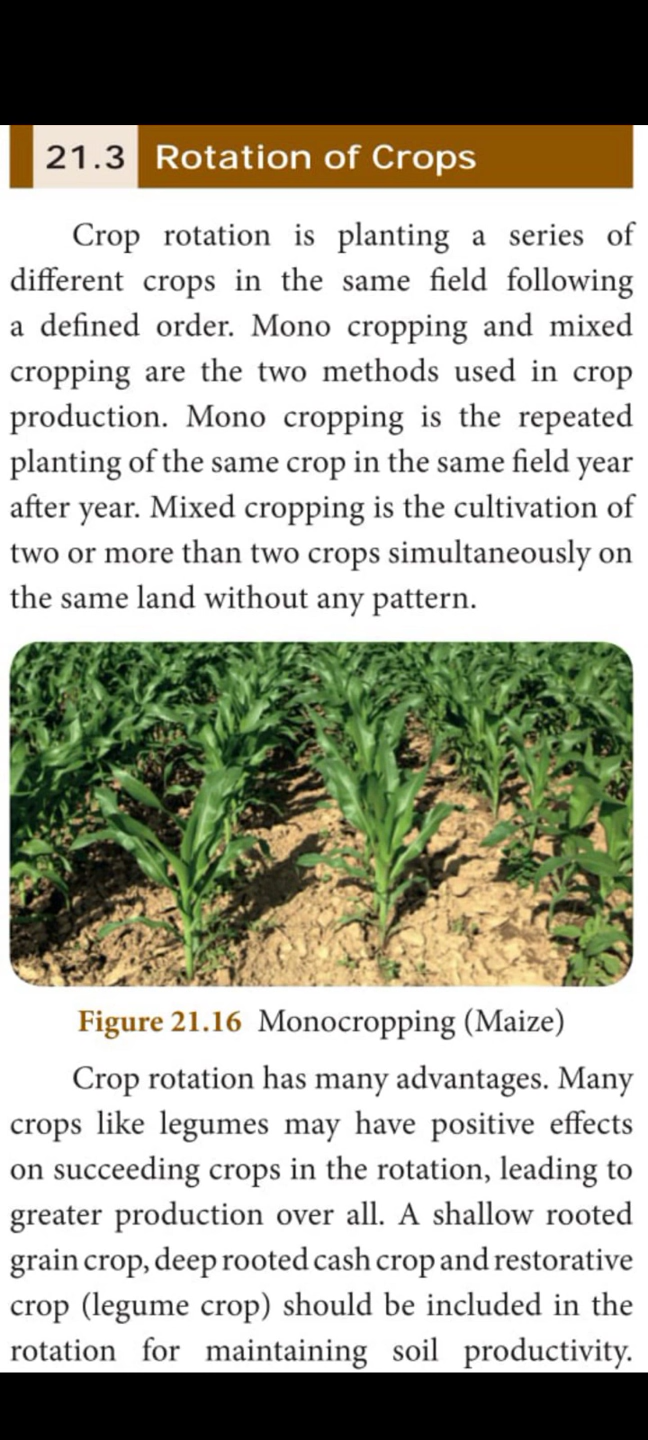 21.3 Rotation of Crops
Crop rotation is planting a series of
different crops in the same field following
a defined order. Mono cropping and mixed
cropping are the two methods used in crop
production. Mono cropping is the repeated
planting of the same crop in the same field year
after year. Mixed cropping is the cultivation of
two or more than two crops simultaneously on
the same land without any pattern.
Figure 21.16 Monocropping (Maize)
Crop rotation has many advantages. Many
crops like legumes may have positive effects
on succeeding crops in the rotation, leading to
greater production over all. A shallow rooted
grain crop, deep rooted cash crop and restorative
crop (legume crop) should be included in the
rotation for maintaining soil productivity.